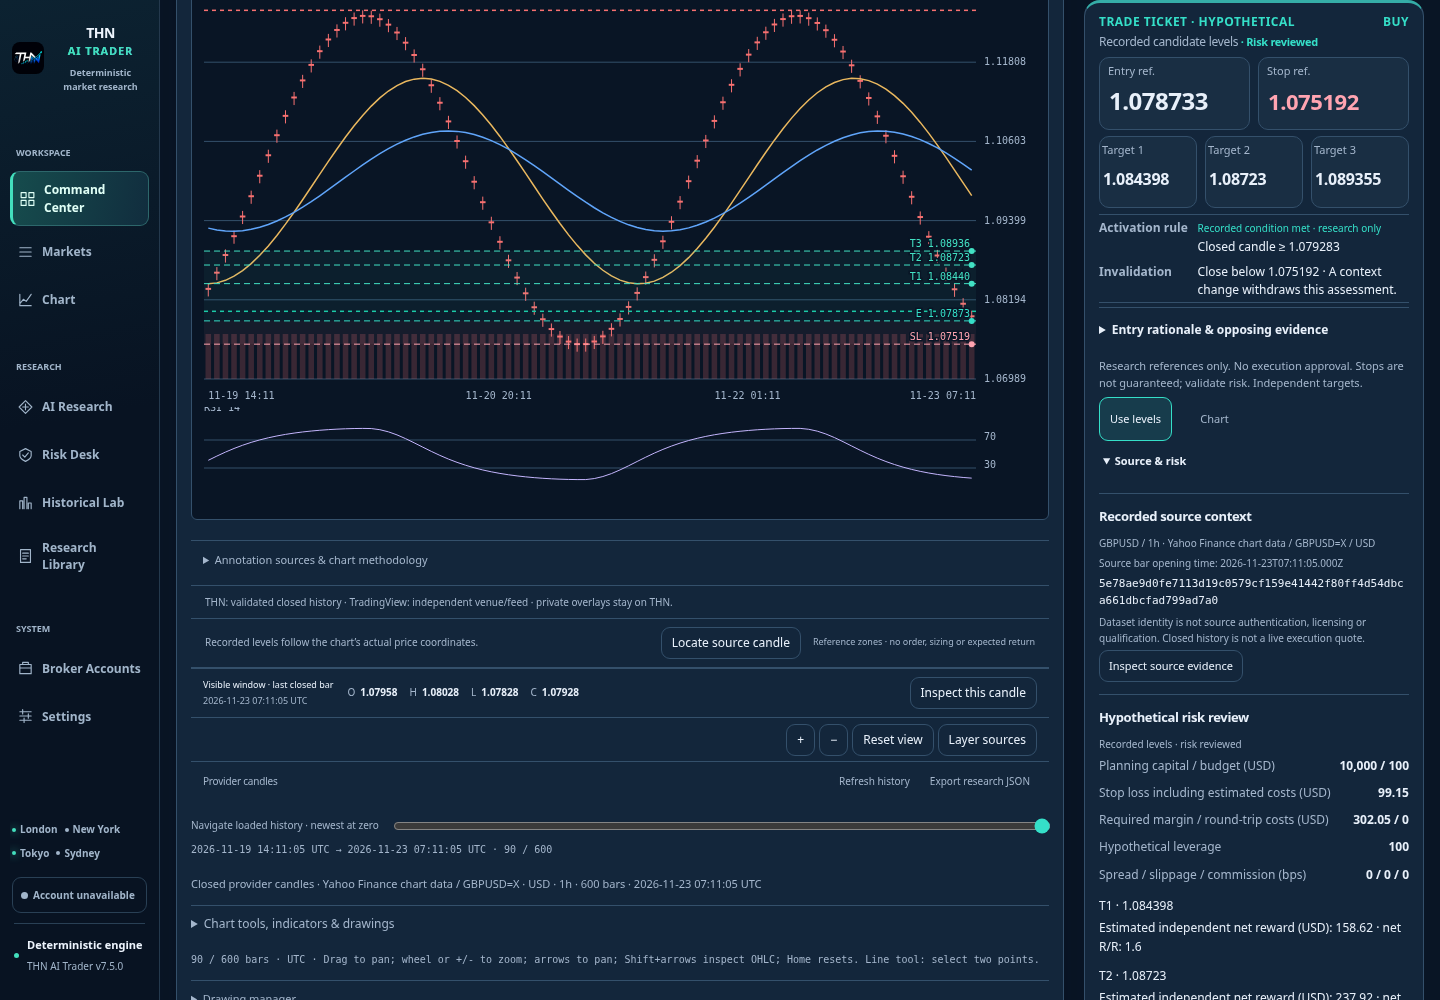 THN
AI TRADER
Deterministic
market research
WORKSPACE
Command
Center
Markets
Chart
RESEARCH
AI Research
Risk Desk
Historical Lab
Research
Library
SYSTEM
Broker Accounts
Settings
London New York
Tokyo Sydney
Account unavailable
Deterministic engine
THN AI Trader v7.5.0
1.11808
1.10603
1.09399
T3 1.08936
T2 1.08723
T1 1.08440
1.08194
E 1.07873
SL 1.07519
1.06989
11-19 14:11 11-20 20:11 11-22 01:11 11-23 07:11
RSI 14
70
30
Annotation sources & chart methodology
THN: validated closed history · TradingView: independent venue/feed · private overlays stay on THN.
Recorded levels follow the chart's actual price coordinates. Locate source candle Reference zones · no order, sizing or expected return
Visible window · last closed bar
2026-11-23 07:11:05 UTC
O 1.07958 H 1.08028 L 1.07828 C 1.07928 Inspect this candle
+ − Reset view Layer sources
Provider candles Refresh history Export research JSON
Navigate loaded history · newest at zero
2026-11-19 14:11:05 UTC → 2026-11-23 07:11:05 UTC · 90 / 600
Closed provider candles · Yahoo Finance chart data / GBPUSD=X · USD · 1h · 600 bars · 2026-11-23 07:11:05 UTC
Chart tools, indicators & drawings
90 / 600 bars · UTC · Drag to pan; wheel or +/- to zoom; arrows to pan; Shift+arrows inspect OHLC; Home resets. Line tool: select two points.
Drawing manager
TRADE TICKET · HYPOTHETICAL BUY
Recorded candidate levels · Risk reviewed
Entry ref. Stop ref.
1.078733 1.075192
Target 1 Target 2 Target 3
1.084398 1.08723 1.089355
Activation rule Recorded condition met · research only
Closed candle ≥ 1.079283
Invalidation Close below 1.075192 · A context
change withdraws this assessment.
Entry rationale & opposing evidence
Research references only. No execution approval. Stops are
not guaranteed; validate risk. Independent targets.
Use levels Chart
Source & risk
Recorded source context
GBPUSD / 1h · Yahoo Finance chart data / GBPUSD=X / USD
Source bar opening time: 2026-11-23T07:11:05.000Z
5e78ae9d0fe7113d19c0579cf159e41442f80ff4d54dbc
a661dbcfad799ad7a0
Dataset identity is not source authentication, licensing or
qualification. Closed history is not a live execution quote.
Inspect source evidence
Hypothetical risk review
Recorded levels · risk reviewed
Planning capital / budget (USD) 10,000 / 100
Stop loss including estimated costs (USD) 99.15
Required margin / round-trip costs (USD) 302.05 / 0
Hypothetical leverage 100
Spread / slippage / commission (bps) 0 / 0 / 0
T1 · 1.084398
Estimated independent net reward (USD): 158.62 · net
R/R: 1.6
T2 · 1.08723
Estimated independent net reward (USD): 237.92 · net